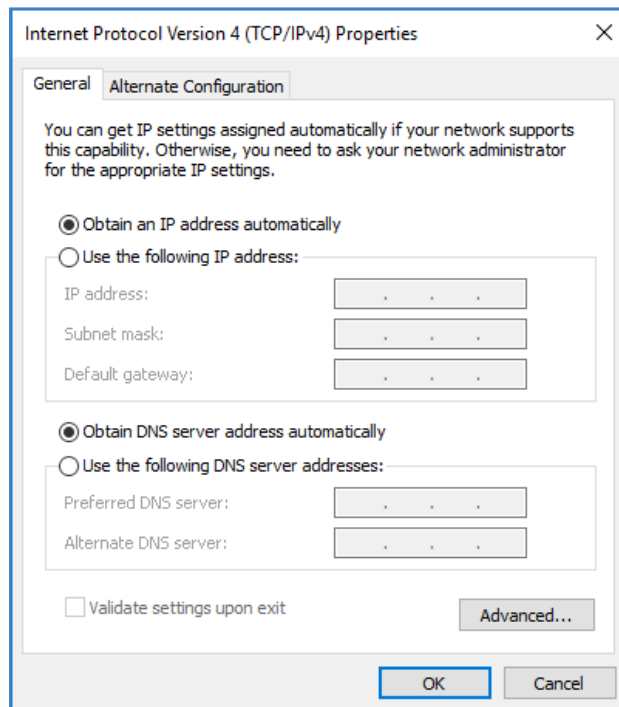 Internet Protocol Version 4 (TCP/IPv4) Properties
General
Alternate Configuration
You can get IP settings assigned automatically if your network supports
this capability. Otherwise, you need to ask your network administrator
for the appropriate IP settings.
Obtain an IP address automatically
Use the following IP address:
IP address:
Subnet mask:
Default gateway:
Obtain DNS server address automatically
Use the following DNS server addresses:
Preferred DNS server:
Alternate DNS server:
Validate settings upon exit
Advanced...
OK
Cancel